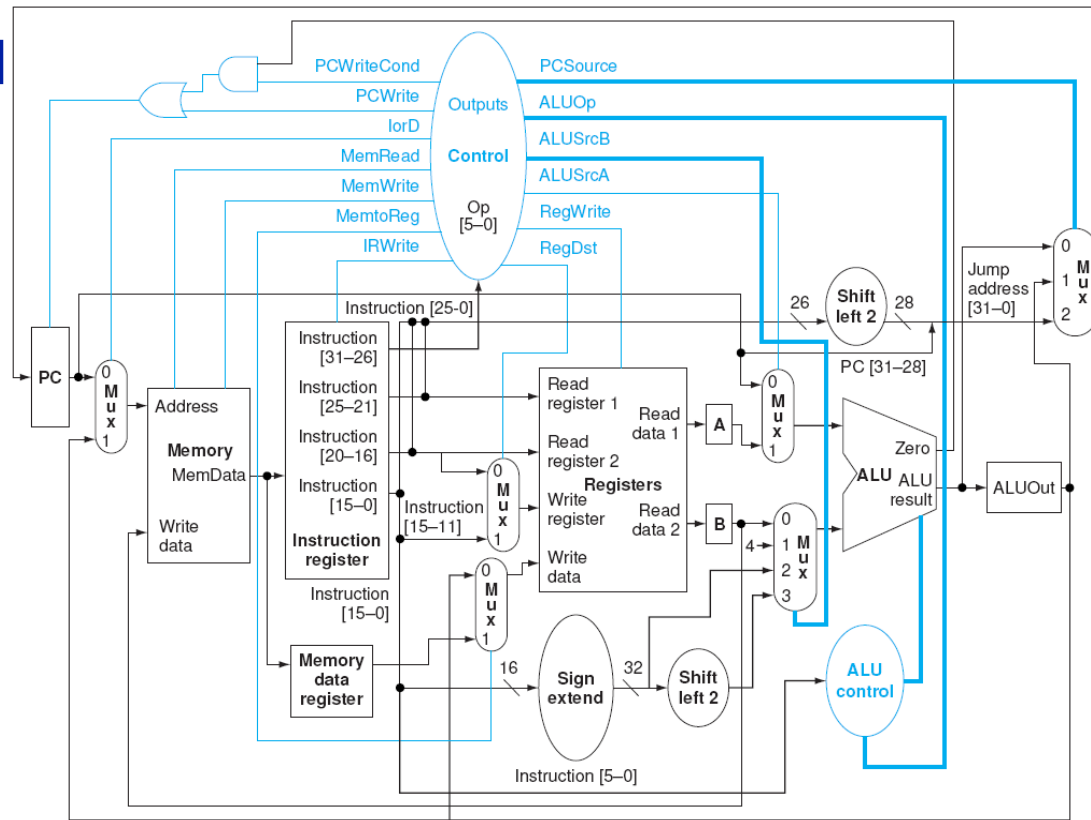 PCWriteCond
PCWrite
IorD
MemRead
MemWrite
MemtoReg
IRWrite
Outputs
Control
Op
[5–0]
PCSource
ALUOp
ALUSrcB
ALUSrcA
RegWrite
RegDst
PC
0
M
u
x
1
Address
Memory
MemData
Write
data
Instruction [25-0]
Instruction
[31–26]
Instruction
[25–21]
Instruction
[20–16]
Instruction
[15–0]
Instruction
register
Instruction
[15–0]
Memory
data
register
Instruction
[15–11]
0
M
u
x
1
0
M
u
x
1
Read
register 1
Read
register 2
Registers
Write
register
Write
data
Read
data 1
Read
data 2
16
Sign
extend
32
Shift
left 2
Instruction [5–0]
A
B
4
0
M
u
x
1
0
1
2
3
M
u
x
26
Shift
left 2
28
Jump
address
[31–0]
PC [31–28]
Zero
ALU
ALU
result
ALUOut
0
1
2
M
u
x
ALU
control